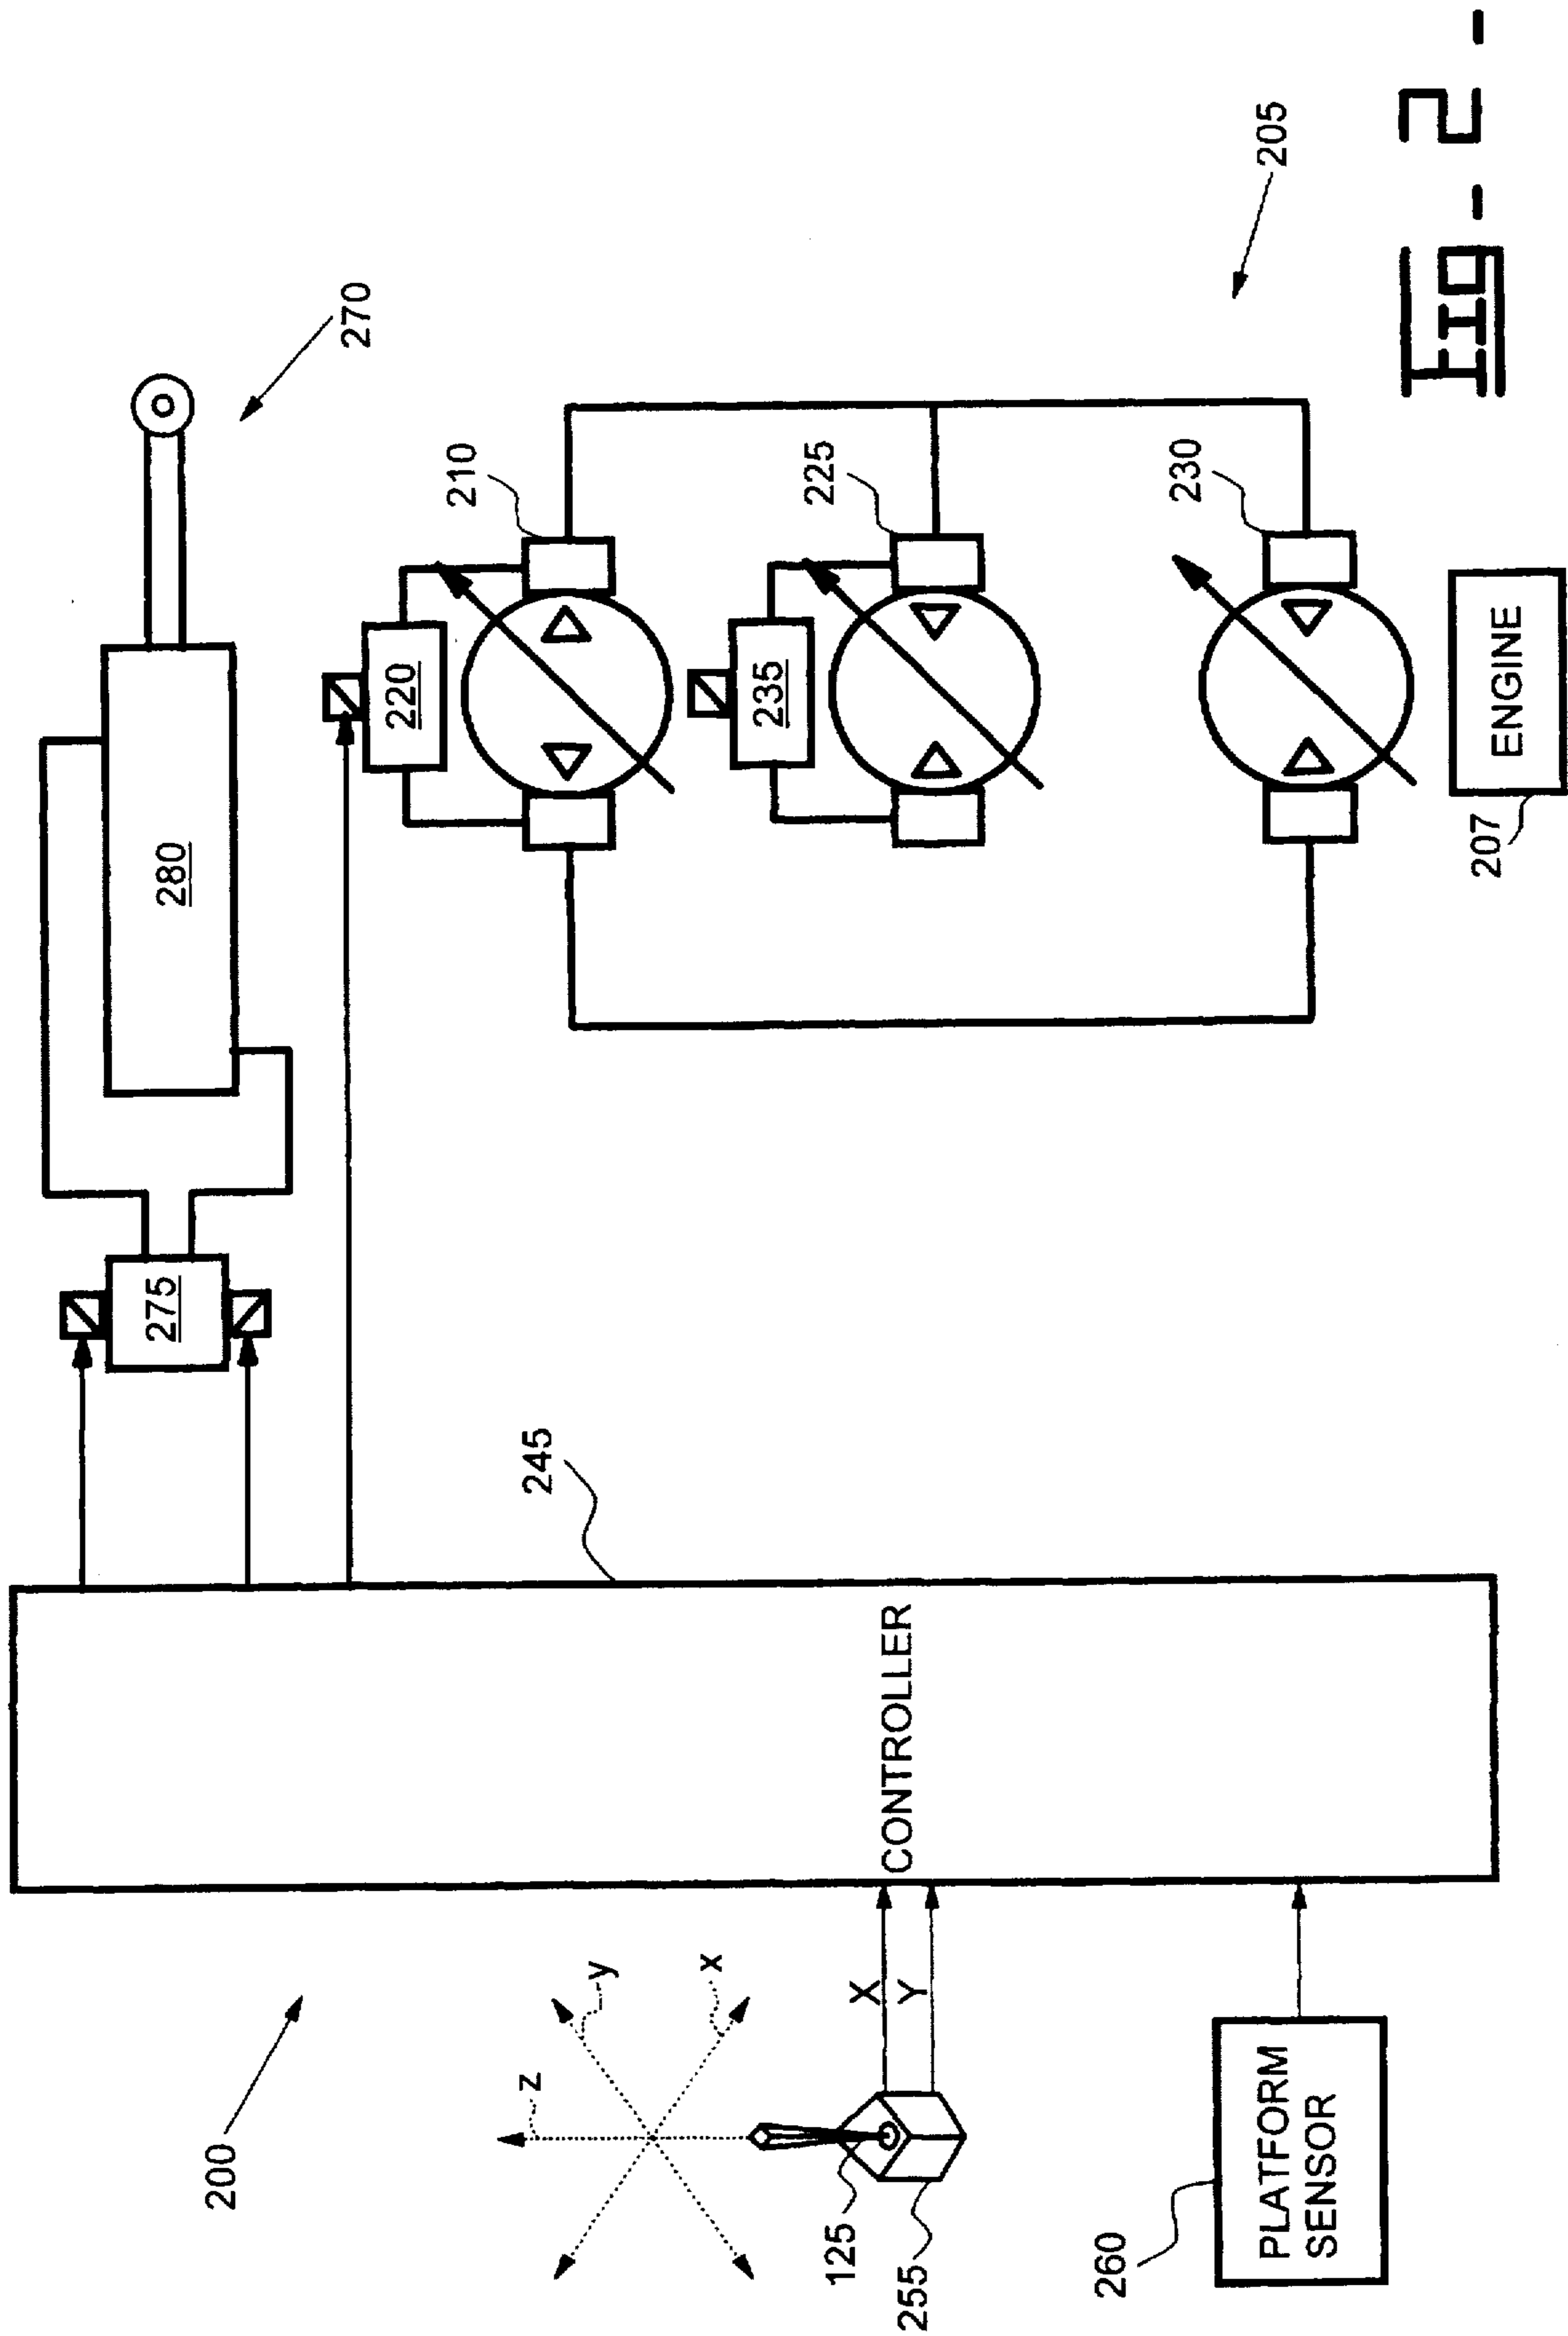 200
z
y
x
125
255
X
Y
260
PLATFORM
SENSOR
CONTROLLER
245
275
280
270
220
210
235
225
230
207
ENGINE
205
FIG - 2 -